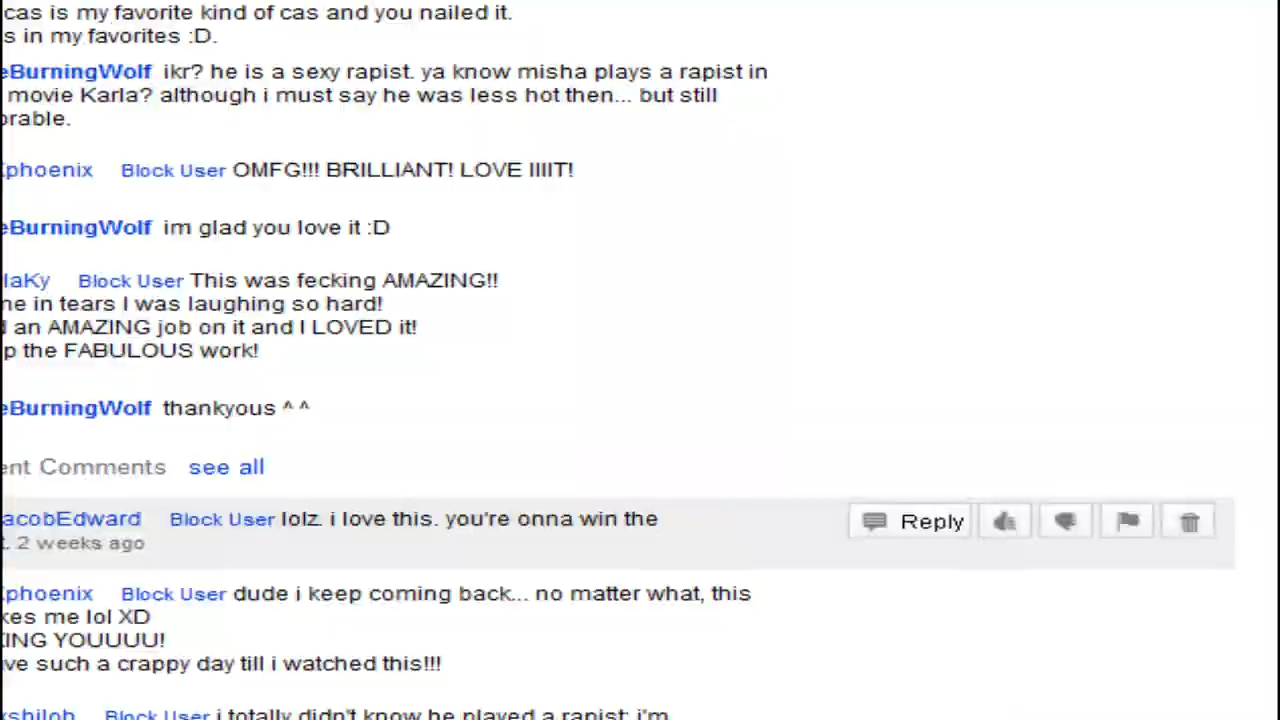 cas is my favorite kind of cas and you nailed it.
s in my favorites :D.
eBurningWolf ikr? he is a sexy rapist. ya know misha plays a rapist in
movie Karla? although i must say he was less hot then... but still
orable.
phoenix Block User OMFG!!! BRILLIANT! LOVE IIIIT!
eBurningWolf im glad you love it :D
laKy Block User This was fecking AMAZING!!
ne in tears I was laughing so hard!
d an AMAZING job on it and I LOVED it!
p the FABULOUS work!
eBurningWolf thankyous ^ ^
ent Comments see all
acobEdward Block User lolz. i love this. you're onna win the
t. 2 weeks ago
Reply
phoenix Block User dude i keep coming back... no matter what, this
kes me lol XD
KING YOUUUU!
ve such a crappy day till i watched this!!!
shiloh Block User i totally didn't know he played a rapist; i'm